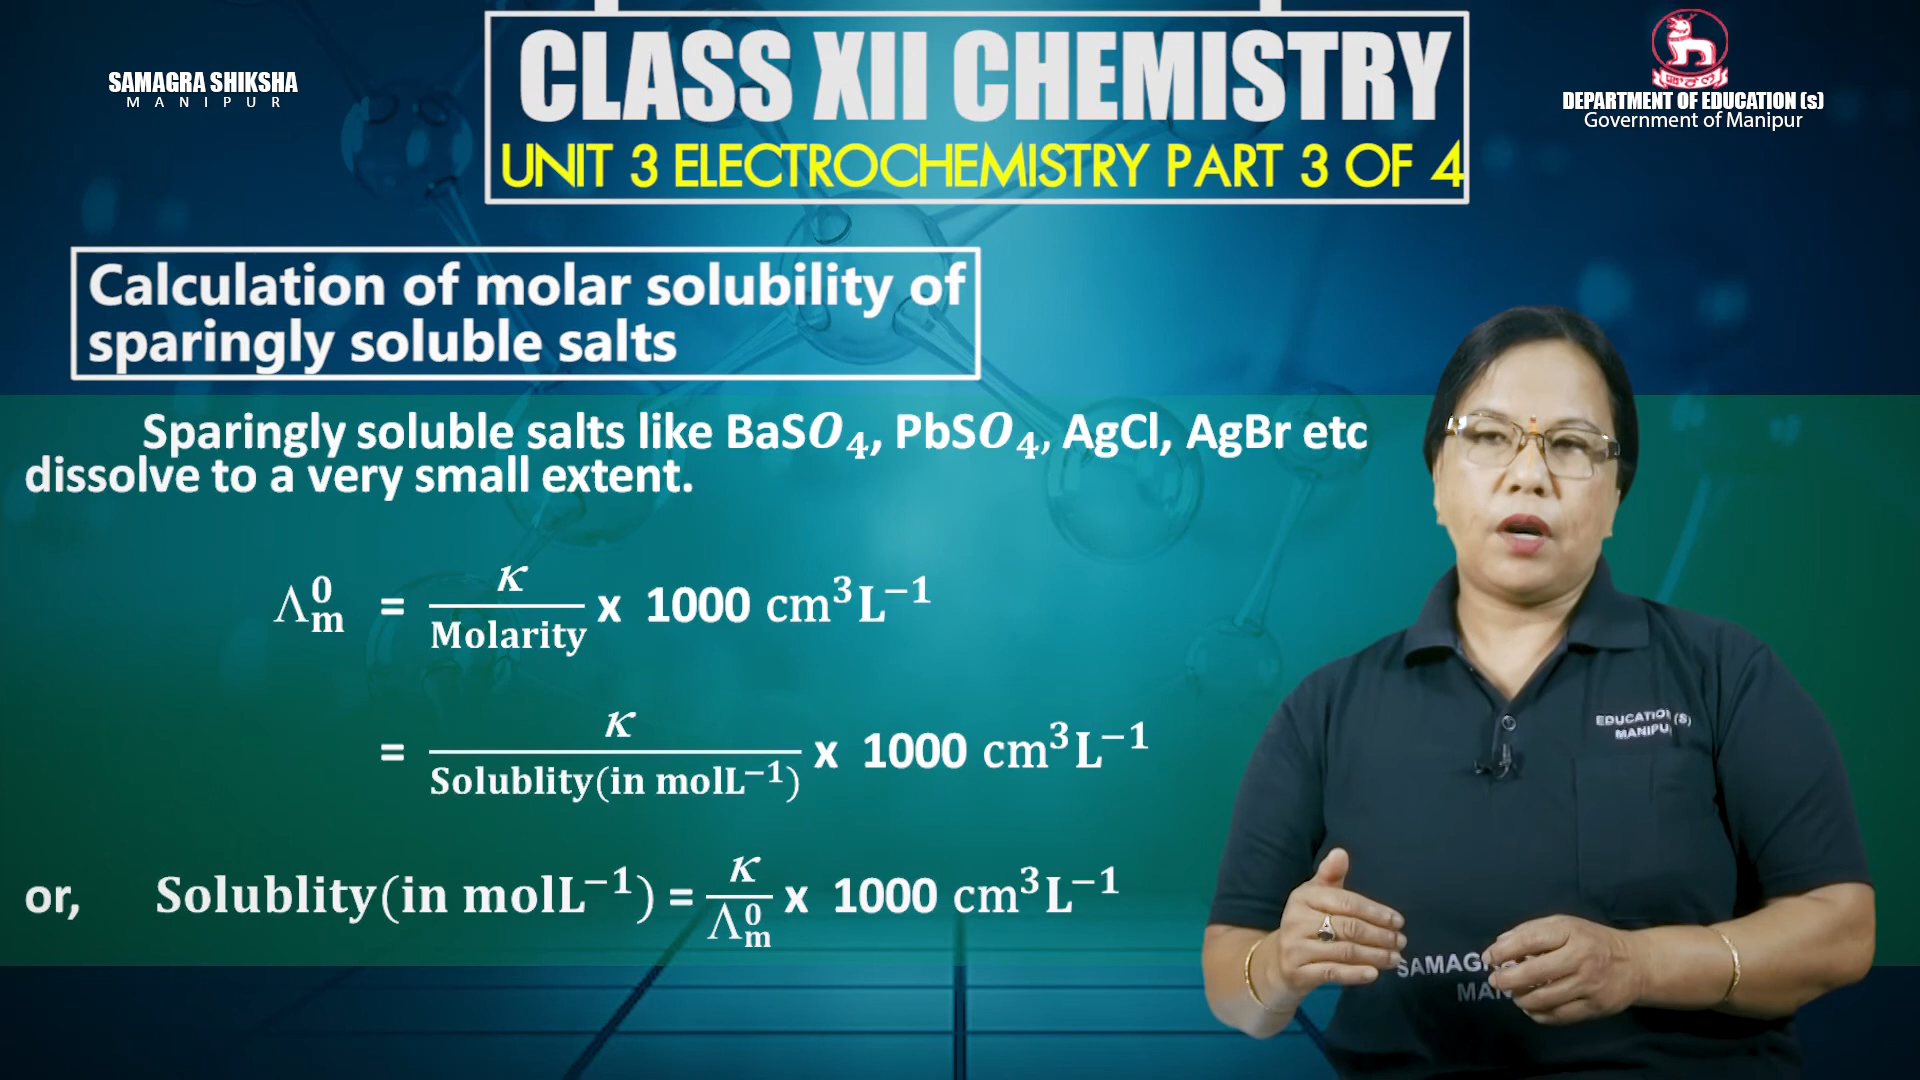 SAMAGRA SHIKSHA
MANIPUR
CLASS XII CHEMISTRY
UNIT 3 ELECTROCHEMISTRY PART 3 OF 4
DEPARTMENT OF EDUCATION (s)
Government of Manipur
Calculation of molar solubility of
sparingly soluble salts
Sparingly soluble salts like BaSO₄, PbSO₄, AgCl, AgBr etc
dissolve to a very small extent.
Λ⁰ₘ = κ/Molarity x 1000 cm³L⁻¹
= κ/Solublity(in molL⁻¹) x 1000 cm³L⁻¹
or, Solublity(in molL⁻¹) = κ/Λ⁰ₘ x 1000 cm³L⁻¹
EDUCATION (S)